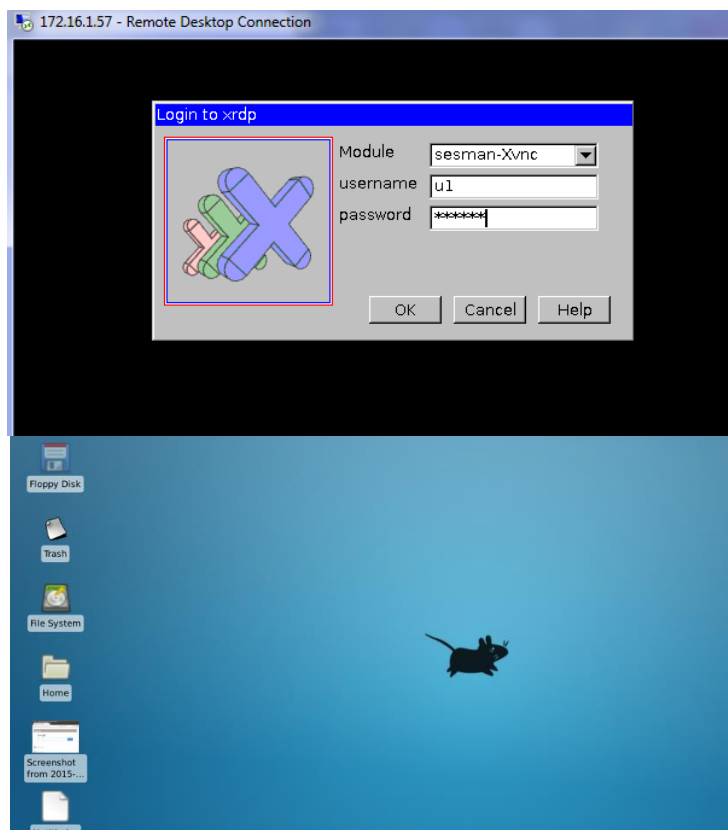 172.16.1.57 - Remote Desktop Connection
Login to xrdp
Module
sesman-Xvnc
username
u1
password
******
OK
Cancel
Help
Floppy Disk
Trash
File System
Home
Screenshot
from 2015-...